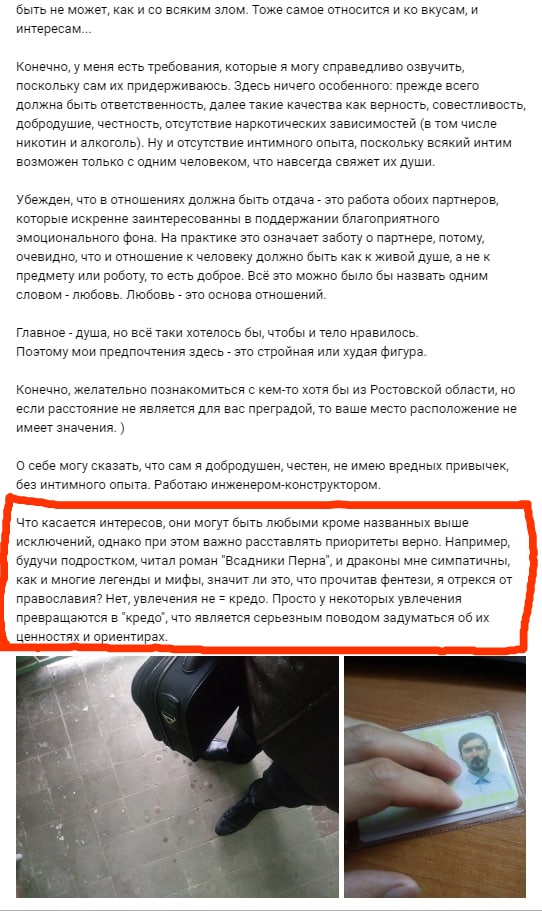 быть не может, как и со всяким злом. Тоже самое относится и ко вкусам, и
интересам...
Конечно, у меня есть требования, которые я могу справедливо озвучить,
поскольку сам их придерживаюсь. Здесь ничего особенного: прежде всего
должна быть ответственность, далее такие качества как верность, совестливость,
добродушие, честность, отсутствие наркотических зависимостей (в том числе
никотин и алкоголь). Ну и отсутствие интимного опыта, поскольку всякий интим
возможен только с одним человеком, что навсегда свяжет их души.
Убежден, что в отношениях должна быть отдача - это работа обоих партнеров,
которые искренне заинтересованны в поддержании благоприятного
эмоционального фона. На практике это означает заботу о партнере, потому,
очевидно, что и отношение к человеку должно быть как к живой душе, а не к
предмету или роботу, то есть доброе. Всё это можно было бы назвать одним
словом - любовь. Любовь - это основа отношений.
Главное - душа, но всё таки хотелось бы, чтобы и тело нравилось.
Поэтому мои предпочтения здесь - это стройная или худая фигура.
Конечно, желательно познакомиться с кем-то хотя бы из Ростовской области, но
если расстояние не является для вас преградой, то ваше место расположение не
имеет значения. )
О себе могу сказать, что сам я добродушен, честен, не имею вредных привычек,
без интимного опыта. Работаю инженером-конструктором.
Что касается интересов, они могут быть любыми кроме названных выше
исключений, однако при этом важно расставлять приоритеты верно. Например,
будучи подростком, читал роман "Всадники Перна", и драконы мне симпатичны,
как и многие легенды и мифы, значит ли это, что прочитав фентези, я отрекся от
православия? Нет, увлечения не = кредо. Просто у некоторых увлечения
превращаются в "кредо", что является серьезным поводом задуматься об их
ценностях и ориентирах.